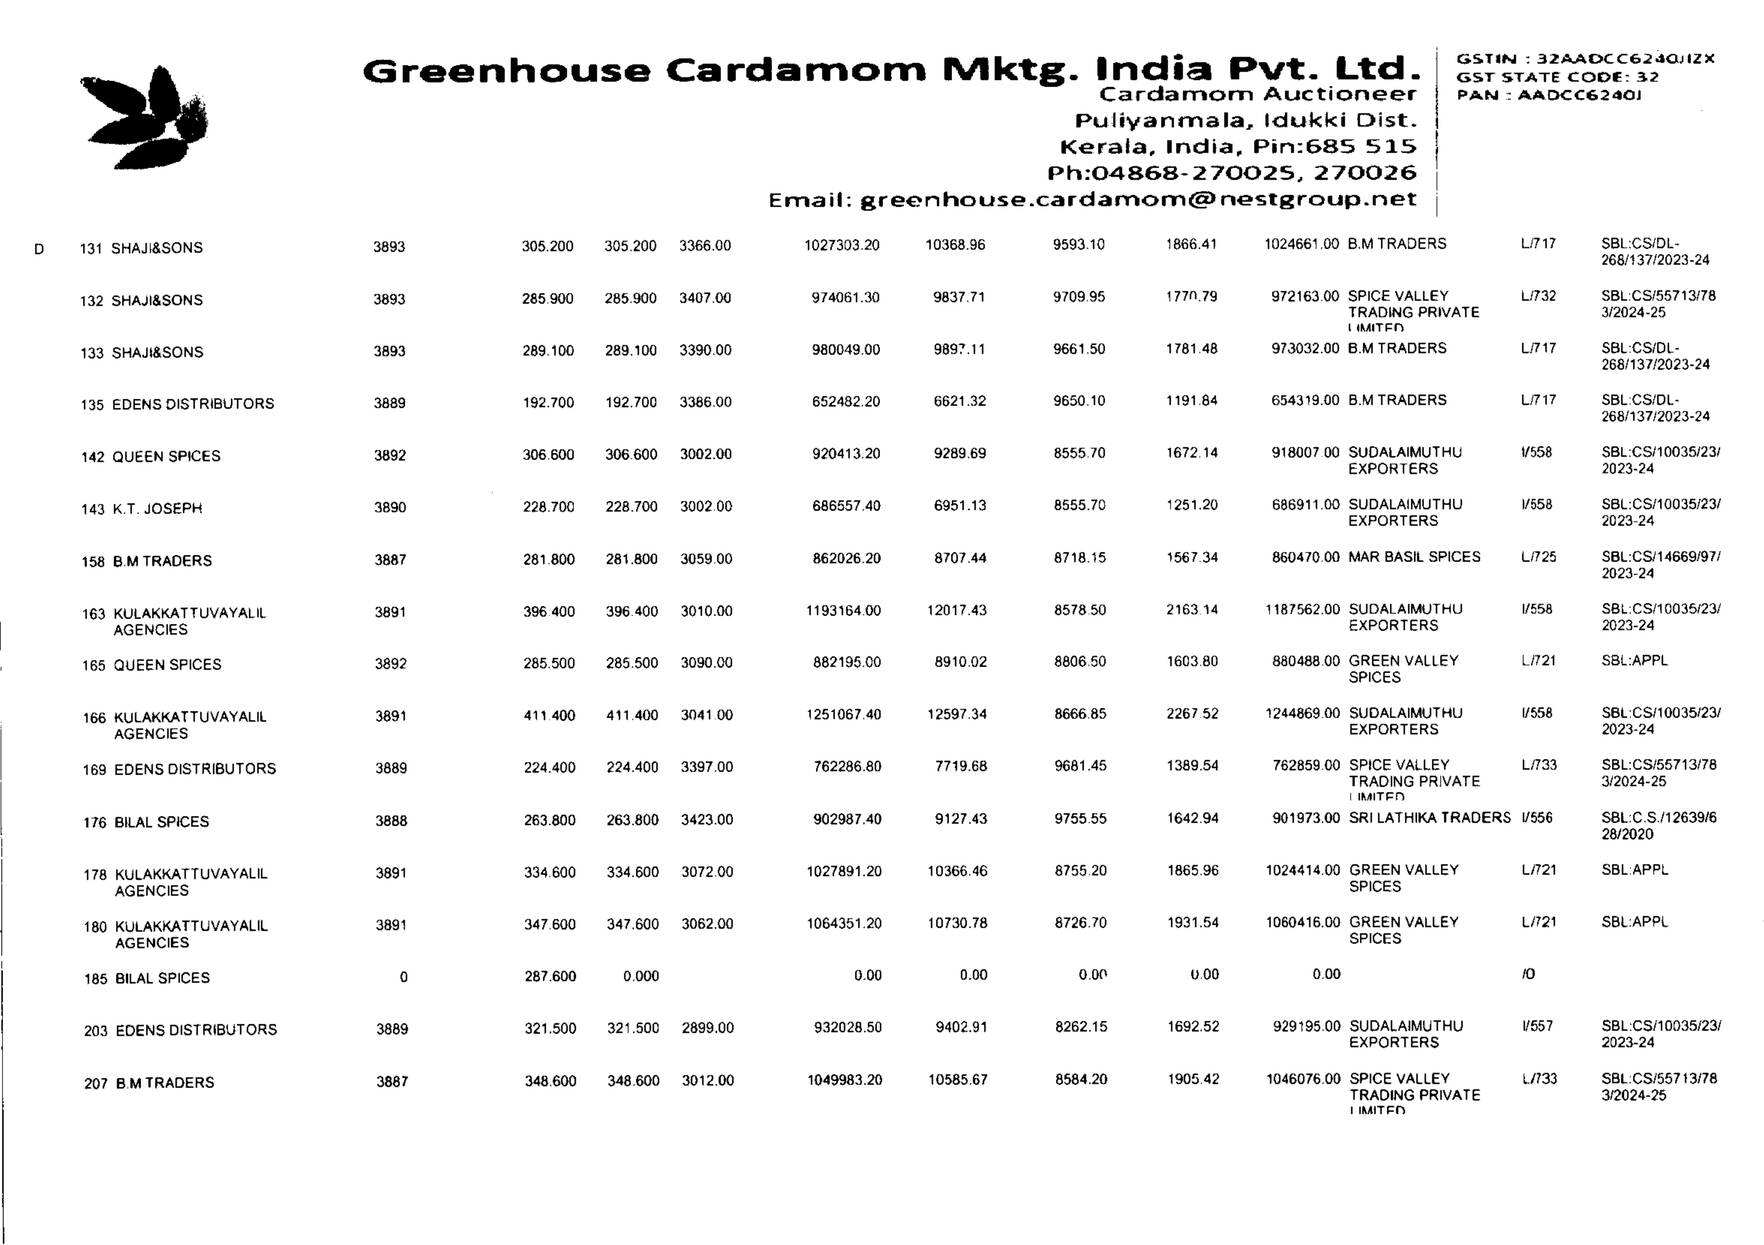 Greenhouse Cardamom Mktg. India Pvt. Ltd.
Cardamom Auctioneer
Puliyanmala, Idukki Dist.
Kerala, India, Pin:685 515
Ph:04868-270025, 270026
Email: greenhouse.cardamom@nestgroup.net
GSTIN : 32AADCC6240J1ZX
GST STATE CODE: 32
PAN : AADCC6240J
D 131 SHAJI&SONS 3893 305.200 305.200 3366.00 1027303.20 10368.96 9593.10 1866.41 1024661.00 B.M TRADERS L/717 SBL:CS/DL-
268/137/2023-24
132 SHAJI&SONS 3893 285.900 285.900 3407.00 974061.30 9837.71 9709.95 1770.79 972163.00 SPICE VALLEY L/732 SBL:CS/55713/78
TRADING PRIVATE 3/2024-25
LIMITED
133 SHAJI&SONS 3893 289.100 289.100 3390.00 980049.00 9897.11 9661.50 1781.48 973032.00 B.M TRADERS L/717 SBL:CS/DL-
268/137/2023-24
135 EDENS DISTRIBUTORS 3889 192.700 192.700 3386.00 652482.20 6621.32 9650.10 1191.84 654319.00 B.M TRADERS L/717 SBL:CS/DL-
268/137/2023-24
142 QUEEN SPICES 3892 306.600 306.600 3002.00 920413.20 9289.69 8555.70 1672.14 918007.00 SUDALAIMUTHU I/558 SBL:CS/10035/23/
EXPORTERS 2023-24
143 K.T. JOSEPH 3890 228.700 228.700 3002.00 686557.40 6951.13 8555.70 1251.20 686911.00 SUDALAIMUTHU I/558 SBL:CS/10035/23/
EXPORTERS 2023-24
158 B.M TRADERS 3887 281.800 281.800 3059.00 862026.20 8707.44 8718.15 1567.34 860470.00 MAR BASIL SPICES L/725 SBL:CS/14669/97/
2023-24
163 KULAKKATTUVAYALIL 3891 396.400 396.400 3010.00 1193164.00 12017.43 8578.50 2163.14 1187562.00 SUDALAIMUTHU I/558 SBL:CS/10035/23/
AGENCIES EXPORTERS 2023-24
165 QUEEN SPICES 3892 285.500 285.500 3090.00 882195.00 8910.02 8806.50 1603.80 880488.00 GREEN VALLEY L/721 SBL:APPL
SPICES
166 KULAKKATTUVAYALIL 3891 411.400 411.400 3041.00 1251067.40 12597.34 8666.85 2267.52 1244869.00 SUDALAIMUTHU I/558 SBL:CS/10035/23/
AGENCIES EXPORTERS 2023-24
169 EDENS DISTRIBUTORS 3889 224.400 224.400 3397.00 762286.80 7719.68 9681.45 1389.54 762859.00 SPICE VALLEY L/733 SBL:CS/55713/78
TRADING PRIVATE 3/2024-25
LIMITED
176 BILAL SPICES 3888 263.800 263.800 3423.00 902987.40 9127.43 9755.55 1642.94 901973.00 SRI LATHIKA TRADERS I/556 SBL:C.S./12639/6
28/2020
178 KULAKKATTUVAYALIL 3891 334.600 334.600 3072.00 1027891.20 10366.46 8755.20 1865.96 1024414.00 GREEN VALLEY L/721 SBL:APPL
AGENCIES SPICES
180 KULAKKATTUVAYALIL 3891 347.600 347.600 3062.00 1064351.20 10730.78 8726.70 1931.54 1060416.00 GREEN VALLEY L/721 SBL:APPL
AGENCIES SPICES
185 BILAL SPICES 0 287.600 0.000 0.00 0.00 0.00 0.00 0.00 /0
203 EDENS DISTRIBUTORS 3889 321.500 321.500 2899.00 932028.50 9402.91 8262.15 1692.52 929195.00 SUDALAIMUTHU I/557 SBL:CS/10035/23/
EXPORTERS 2023-24
207 B.M TRADERS 3887 348.600 348.600 3012.00 1049983.20 10585.67 8584.20 1905.42 1046076.00 SPICE VALLEY L/733 SBL:CS/55713/78
TRADING PRIVATE 3/2024-25
LIMITED